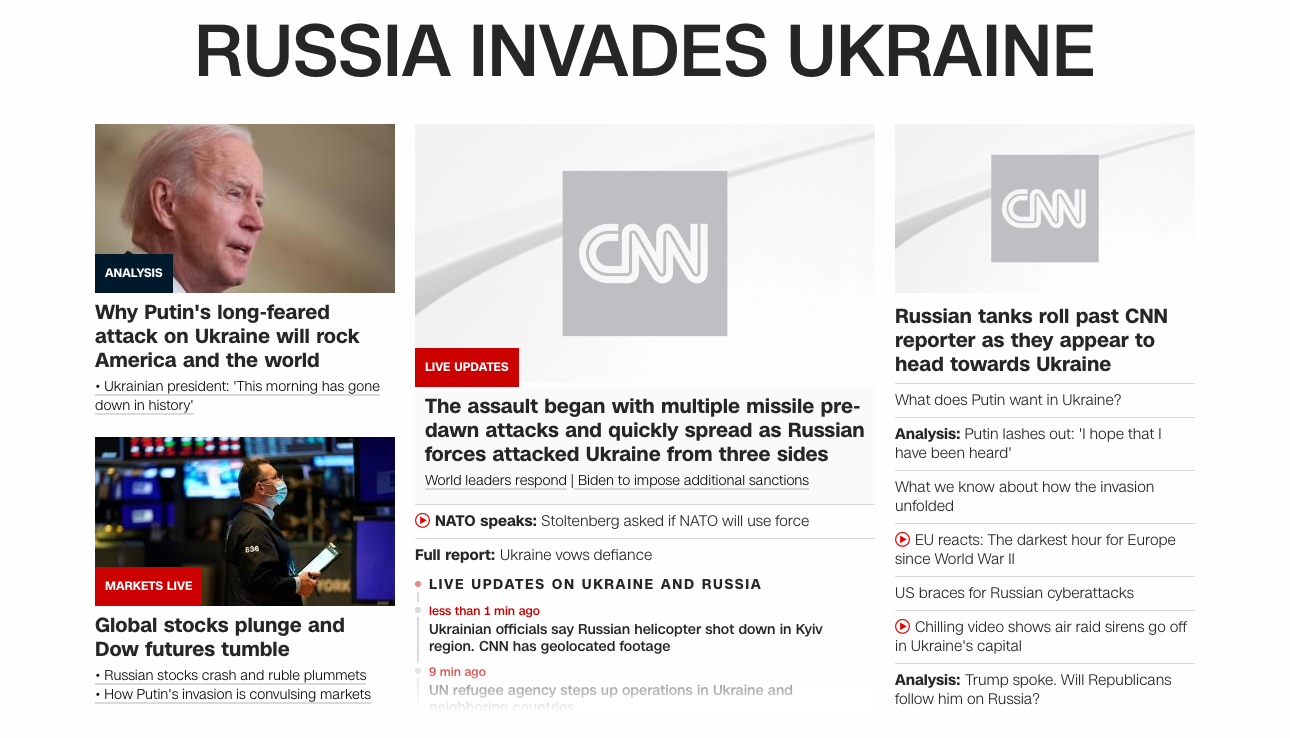 RUSSIA INVADES UKRAINE
ANALYSIS
Why Putin's long-feared
attack on Ukraine will rock
America and the world
• Ukrainian president: 'This morning has gone
down in history'
636
MARKETS LIVE
Global stocks plunge and
Dow futures tumble
• Russian stocks crash and ruble plummets
• How Putin's invasion is convulsing markets
CNN
LIVE UPDATES
The assault began with multiple missile pre-
dawn attacks and quickly spread as Russian
forces attacked Ukraine from three sides
World leaders respond | Biden to impose additional sanctions
NATO speaks: Stoltenberg asked if NATO will use force
Full report: Ukraine vows defiance
LIVE UPDATES ON UKRAINE AND RUSSIA
less than 1 min ago
Ukrainian officials say Russian helicopter shot down in Kyiv
region. CNN has geolocated footage
9 min ago
UN refugee agency steps up operations in Ukraine and
neighboring countries
CNN
Russian tanks roll past CNN
reporter as they appear to
head towards Ukraine
What does Putin want in Ukraine?
Analysis: Putin lashes out: 'I hope that I
have been heard'
What we know about how the invasion
unfolded
EU reacts: The darkest hour for Europe
since World War II
US braces for Russian cyberattacks
Chilling video shows air raid sirens go off
in Ukraine's capital
Analysis: Trump spoke. Will Republicans
follow him on Russia?